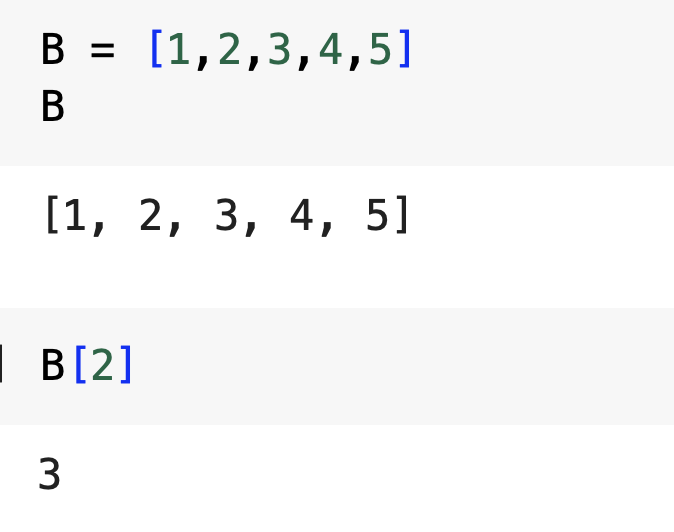 B = [1,2,3,4,5]
B
[1, 2, 3, 4, 5]
B[2]
3